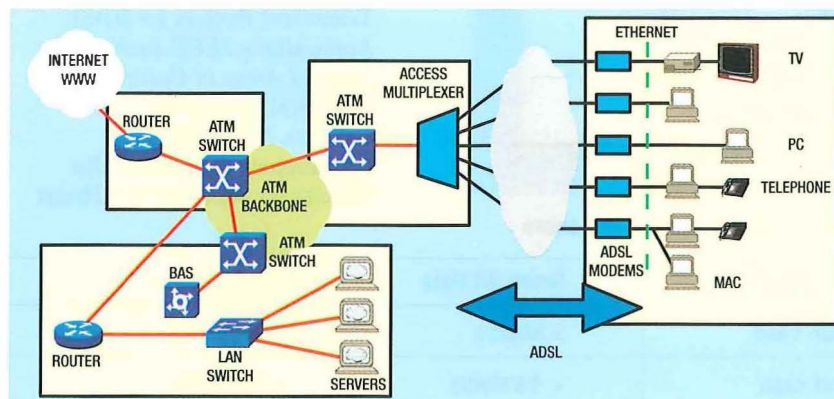 INTERNET
WWW
ROUTER
ATM
SWITCH
ATM
BACKBONE
ATM
SWITCH
ACCESS
MULTIPLEXER
ETHERNET
TV
PC
TELEPHONE
MAC
ADSL
MODEMS
ADSL
ATM
SWITCH
BAS
ROUTER
LAN
SWITCH
SERVERS